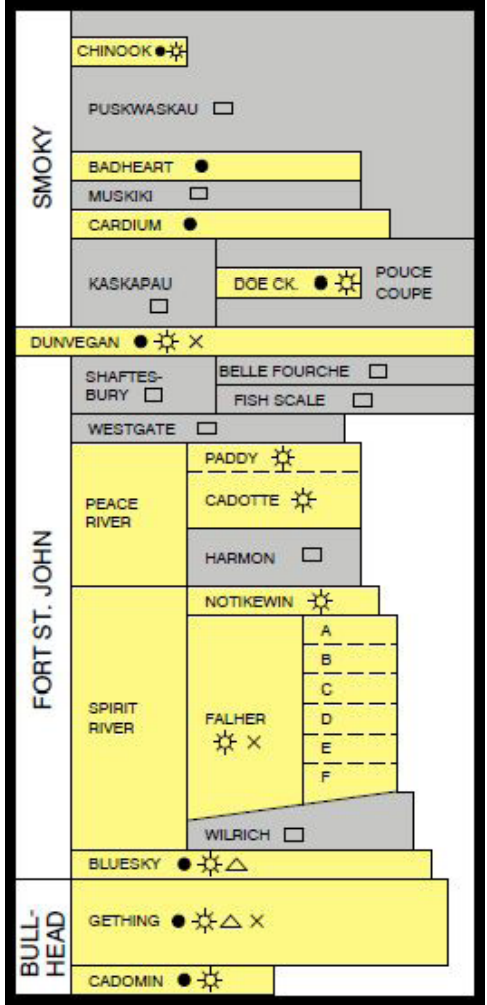 SMOKY
CHINOOK
PUSKWASKAU
BADHEART
MUSKIKI
CARDIUM
KASKAPAU
DOE CK.
POUCE
COUPE
DUNVEGAN
FORT ST. JOHN
SHAFTES-
BURY
BELLE FOURCHE
FISH SCALE
WESTGATE
PEACE
RIVER
PADDY
CADOTTE
HARMON
SPIRIT
RIVER
NOTIKEWIN
FALHER
A
B
C
D
E
F
WILRICH
BLUESKY
BULL-
HEAD
GETHING
CADOMIN